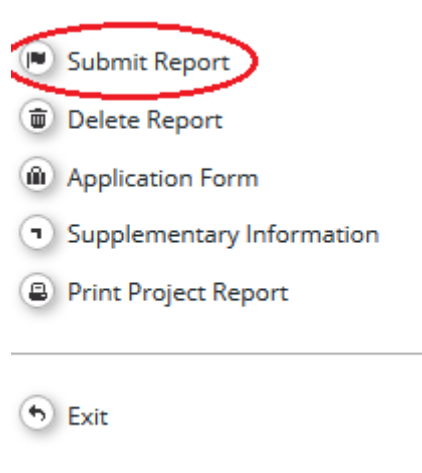 Submit Report
Delete Report
Application Form
Supplementary Information
Print Project Report
Exit